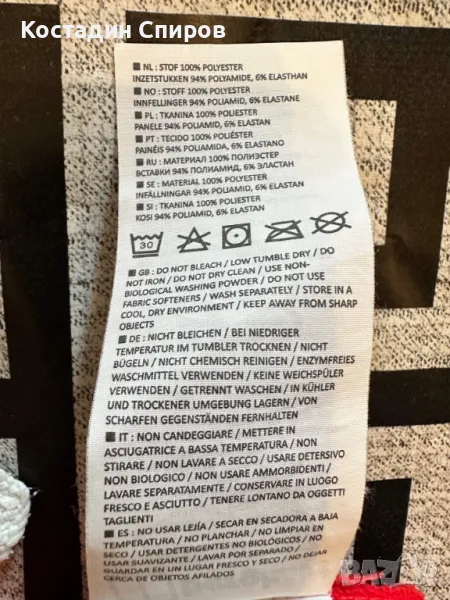 Костадин Спиров
NL : STOF 100% POLYESTER
INZETSTUKKEN 94% POLYAMIDE, 6% ELASTHAN
NO : STOFF 100% POLYESTER
INNFELLINGER 94% POLIAMID, 6% ELASTANE
PL : TKANINA 100% POLYESTER
PANELE 94% POLIAMID, 6% ELASTAN
PT : TECIDO 100% POLIÉSTER
PAINÉIS 94% POLIAMIDA, 6% ELASTANO
RU : МАТЕРИАЛ 100% ПОЛИЭСТЕР
ВСТАВКИ 94% ПОЛИАМИД, 6% ЭЛАСТАН
SE : MATERIAL 100% POLYESTER
INLÄGG 94% POLYAMID, 6% ELASTAN
SI : TKANINA 100% POLYESTER
KOSI 94% POLIAMID, 6% ELASTAN
30
GB : DO NOT BLEACH / LOW TUMBLE DRY / DO
NOT IRON / DO NOT DRY CLEAN / USE NON-
BIOLOGICAL WASHING POWDER / DO NOT USE
FABRIC SOFTENERS / WASH SEPARATELY / STORE IN A
COOL, DRY ENVIRONMENT / KEEP AWAY FROM SHARP
OBJECTS
DE : NICHT BLEICHEN / BEI NIEDRIGER
TEMPERATUR IM TUMBLER TROCKNEN / NICHT
BÜGELN / NICHT CHEMISCH REINIGEN / ENZYMFREIES
WASCHMITTEL VERWENDEN / KEINE WEICHSPÜLER
VERWENDEN / GETRENNT WASCHEN / IN KÜHLER
UND TROCKENER UMGEBUNG LAGERN / VON
SCHARFEN GEGENSTÄNDEN FERNHALTEN
IT : NON CANDEGGIARE / METTERE IN
ASCIUGATRICE A BASSA TEMPERATURA / NON
STIRARE / NON LAVARE A SECCO / USARE DETERSIVO
NON BIOLOGICO / NON USARE AMMORBIDENTI /
LAVARE SEPARATAMENTE / CONSERVARE IN LUOGO
FRESCO E ASCIUTTO / TENERE LONTANO DA OGGETTI
TAGLIENTI
ES : NO USAR LEJÍA / SECAR EN SECADORA A BAJA
TEMPERATURA / NO PLANCHAR / NO LIMPIAR EN
SECO / USAR DETERGENTES NO BIOLÓGICOS / NO
USAR SUAVIZANTE / LAVAR POR SEPARADO /
GUARDAR EN UN LUGAR FRESCO Y SECO / NO DEJAR
CERCA DE OBJETOS AFILADOS